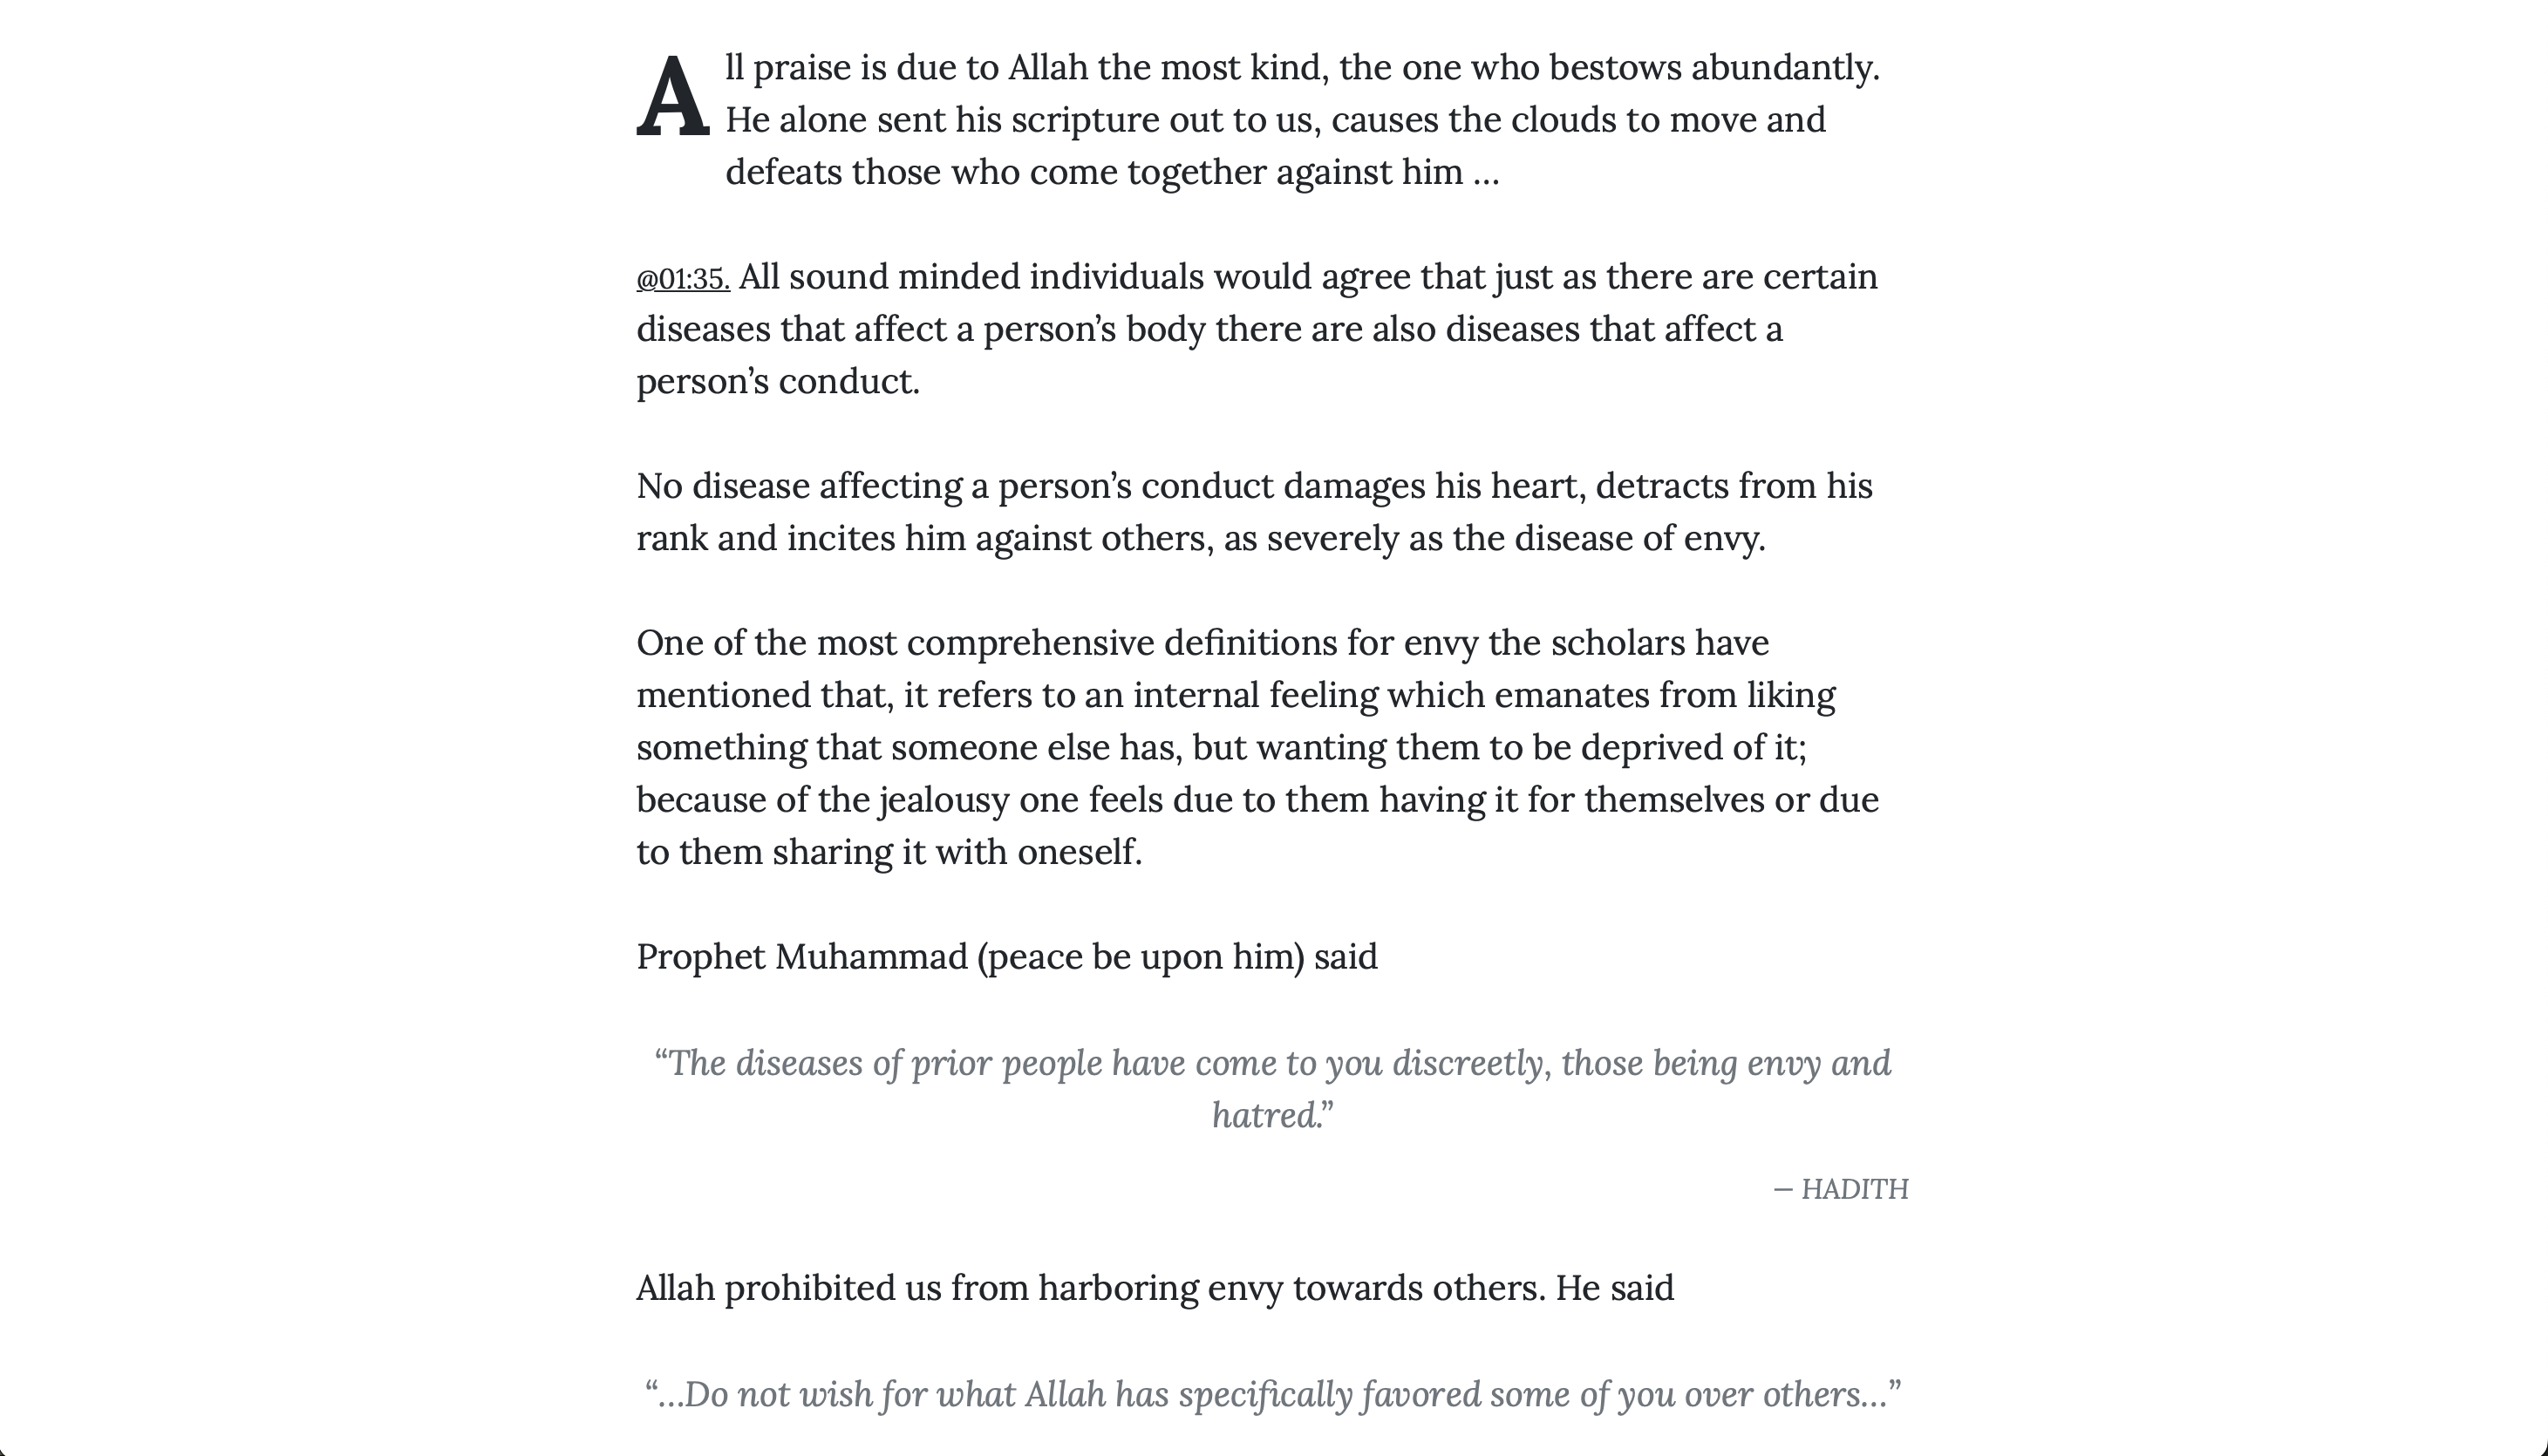 All praise is due to Allah the most kind, the one who bestows abundantly.
He alone sent his scripture out to us, causes the clouds to move and
defeats those who come together against him ...
@01:35. All sound minded individuals would agree that just as there are certain
diseases that affect a person’s body there are also diseases that affect a
person’s conduct.
No disease affecting a person’s conduct damages his heart, detracts from his
rank and incites him against others, as severely as the disease of envy.
One of the most comprehensive definitions for envy the scholars have
mentioned that, it refers to an internal feeling which emanates from liking
something that someone else has, but wanting them to be deprived of it;
because of the jealousy one feels due to them having it for themselves or due
to them sharing it with oneself.
Prophet Muhammad (peace be upon him) said
“The diseases of prior people have come to you discreetly, those being envy and
hatred.”
— HADITH
Allah prohibited us from harboring envy towards others. He said
“...Do not wish for what Allah has specifically favored some of you over others...”